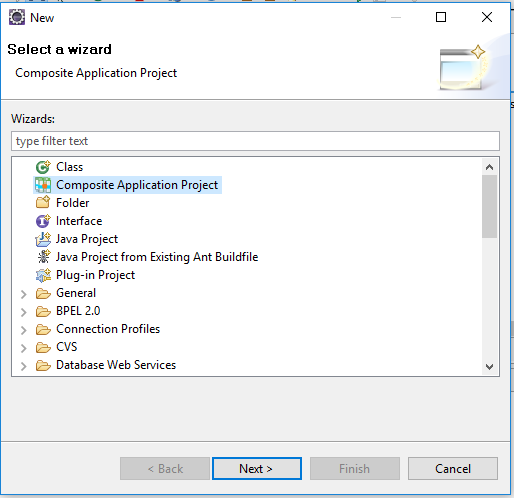 New
Select a wizard
Composite Application Project
Wizards:
type filter text
Class
Composite Application Project
Folder
Interface
Java Project
Java Project from Existing Ant Buildfile
Plug-in Project
General
BPEL 2.0
Connection Profiles
CVS
Database Web Services
< Back
Next >
Finish
Cancel